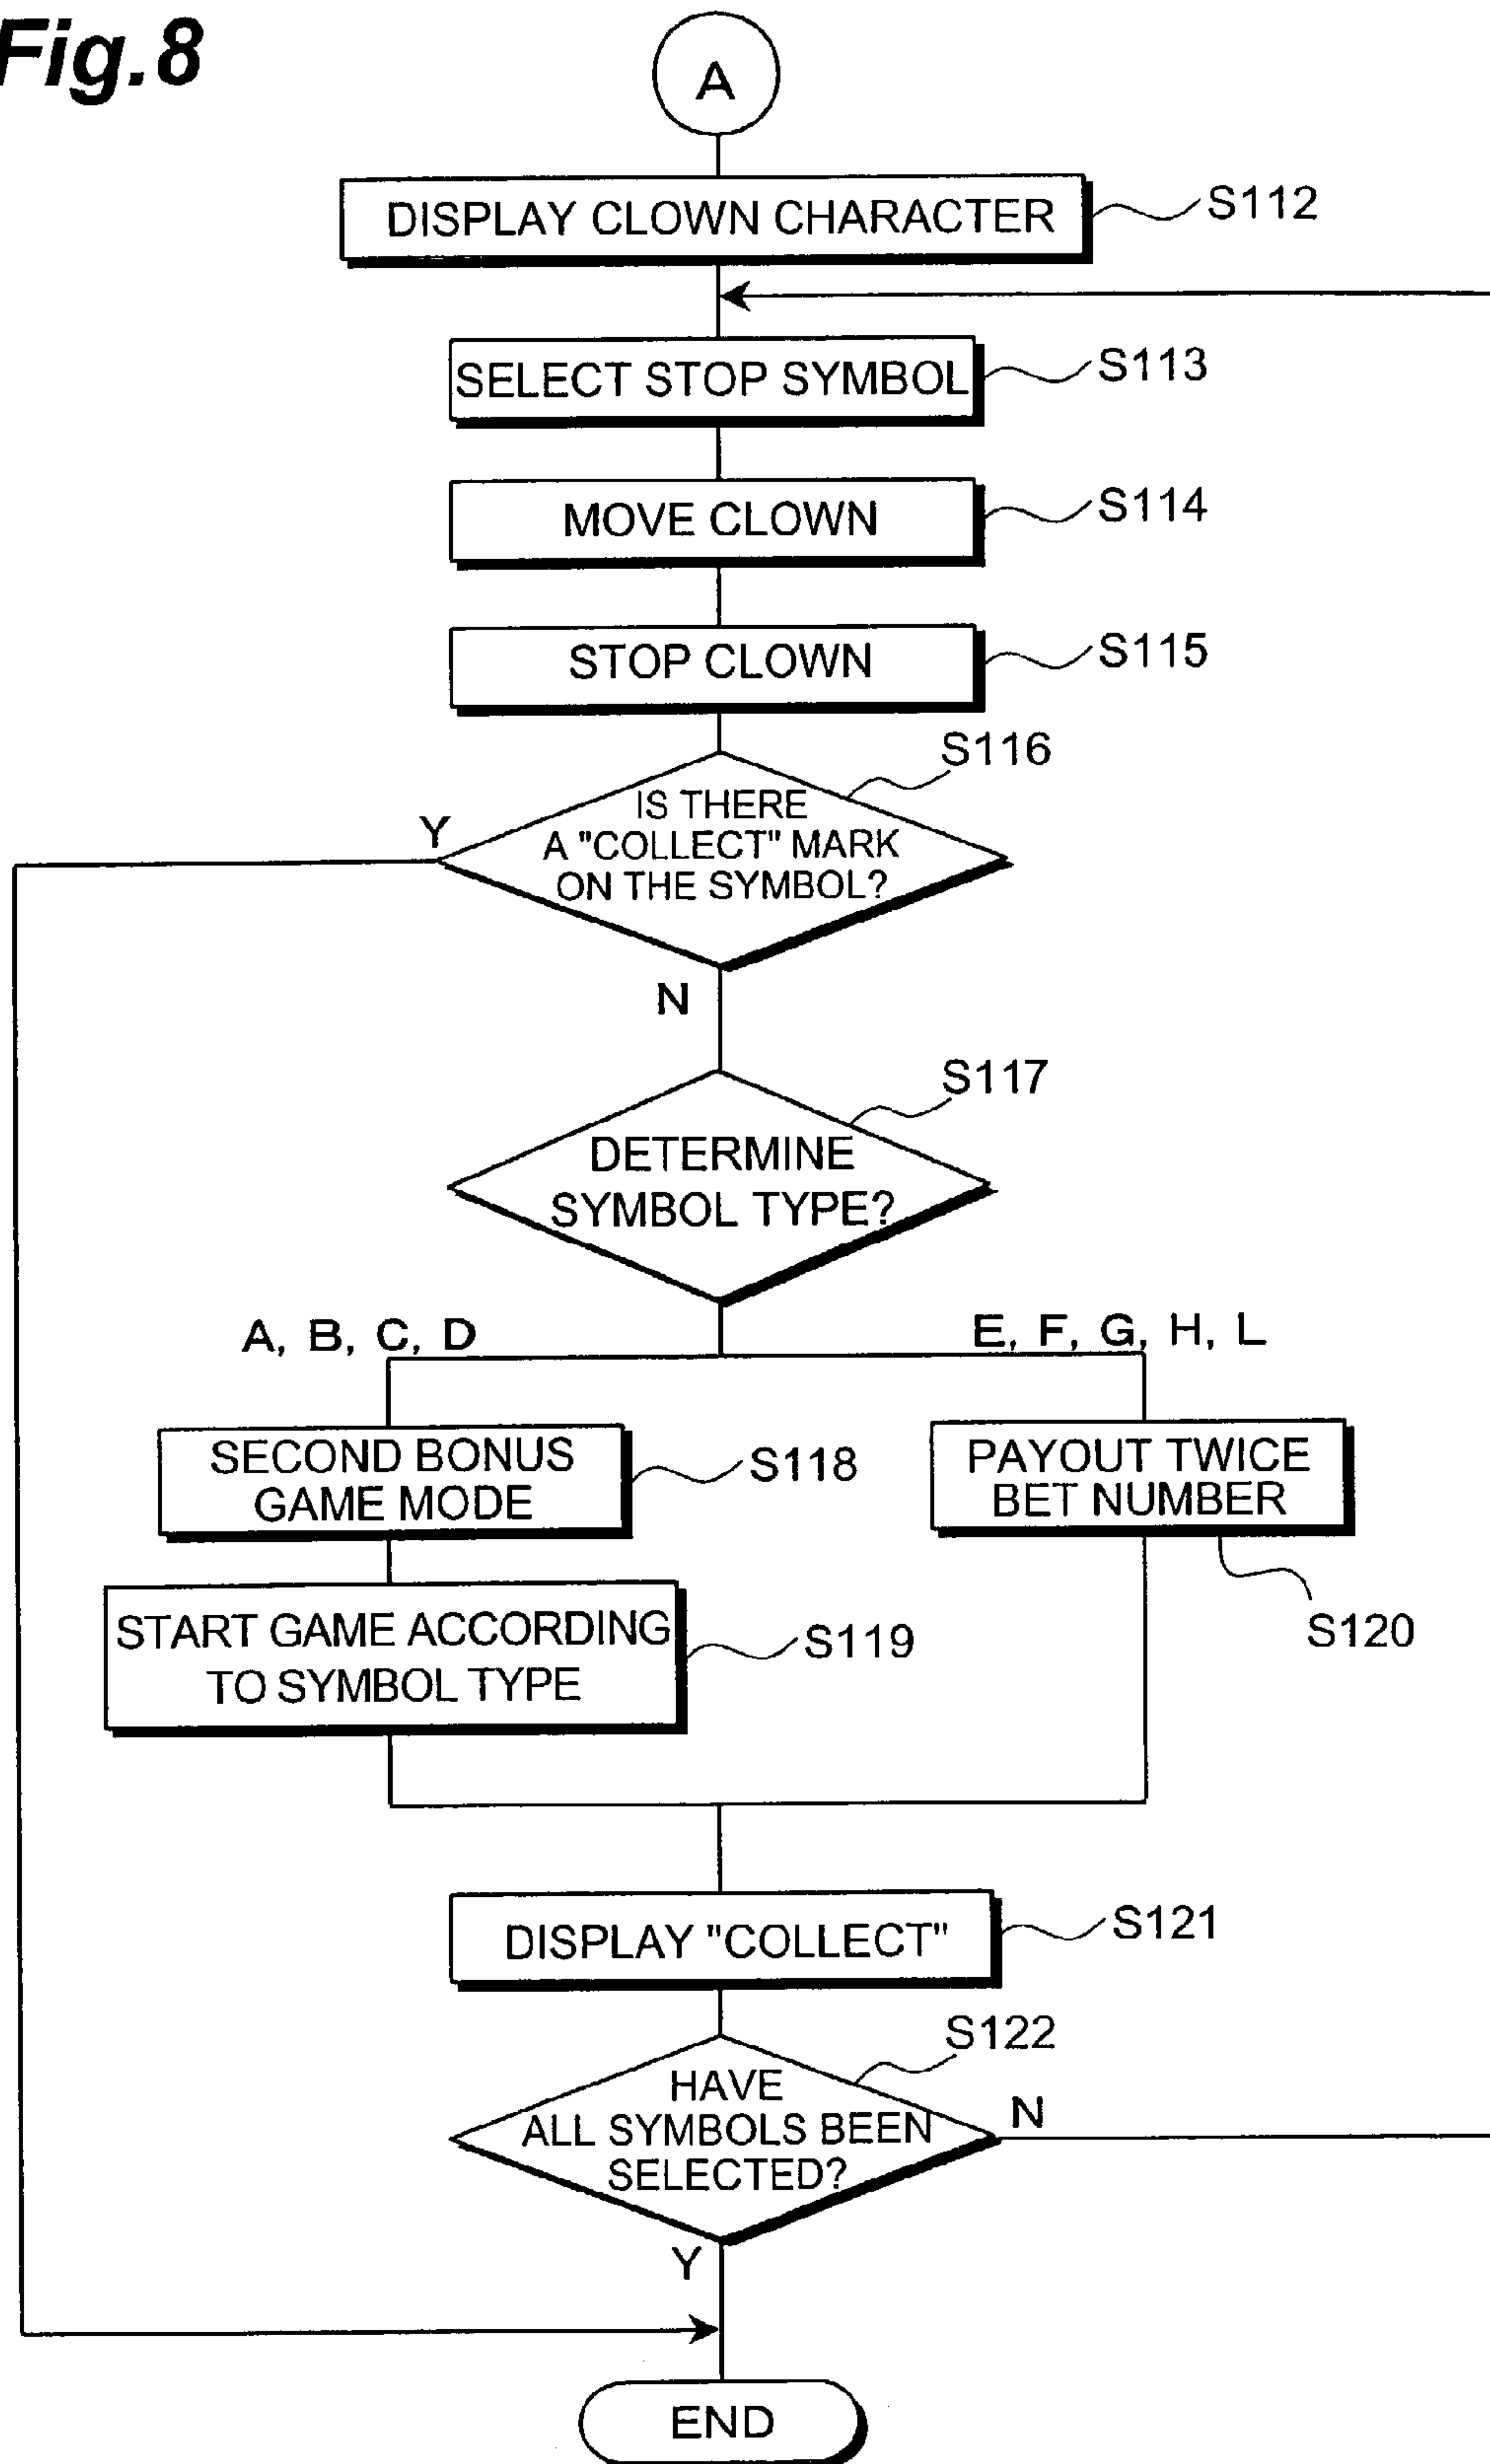 Fig.8
A
DISPLAY CLOWN CHARACTER
S112
SELECT STOP SYMBOL
S113
MOVE CLOWN
S114
STOP CLOWN
S115
S116
IS THERE
A "COLLECT" MARK
ON THE SYMBOL?
Y
N
S117
DETERMINE
SYMBOL TYPE?
A, B, C, D
E, F, G, H, L
SECOND BONUS
GAME MODE
S118
PAYOUT TWICE
BET NUMBER
S120
START GAME ACCORDING
TO SYMBOL TYPE
S119
DISPLAY "COLLECT"
S121
S122
HAVE
ALL SYMBOLS BEEN
SELECTED?
N
Y
END